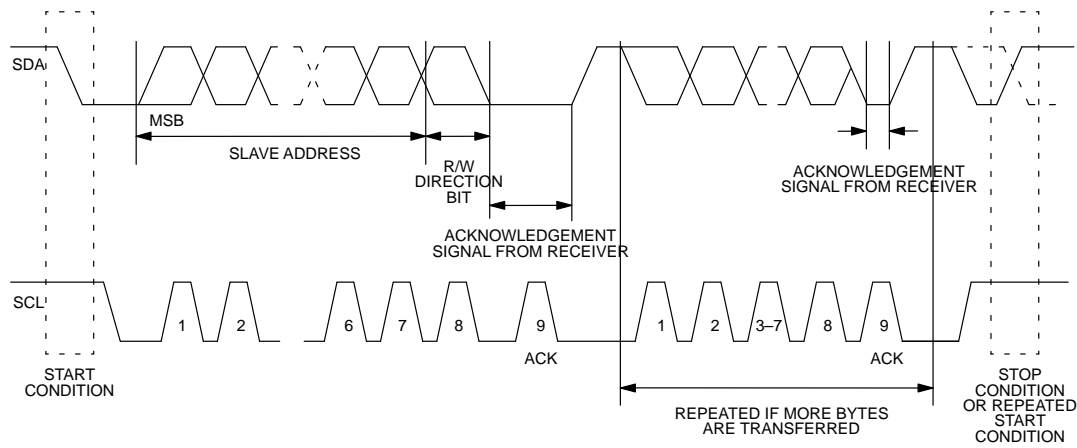 SDA
MSB
SLAVE ADDRESS
R/W
DIRECTION
BIT
ACKNOWLEDGEMENT
SIGNAL FROM RECEIVER
ACKNOWLEDGEMENT
SIGNAL FROM RECEIVER
SCL
1
2
6
7
8
9
1
2
3–7
8
9
ACK
ACK
START
CONDITION
REPEATED IF MORE BYTES
ARE TRANSFERRED
STOP
CONDITION
OR REPEATED
START
CONDITION